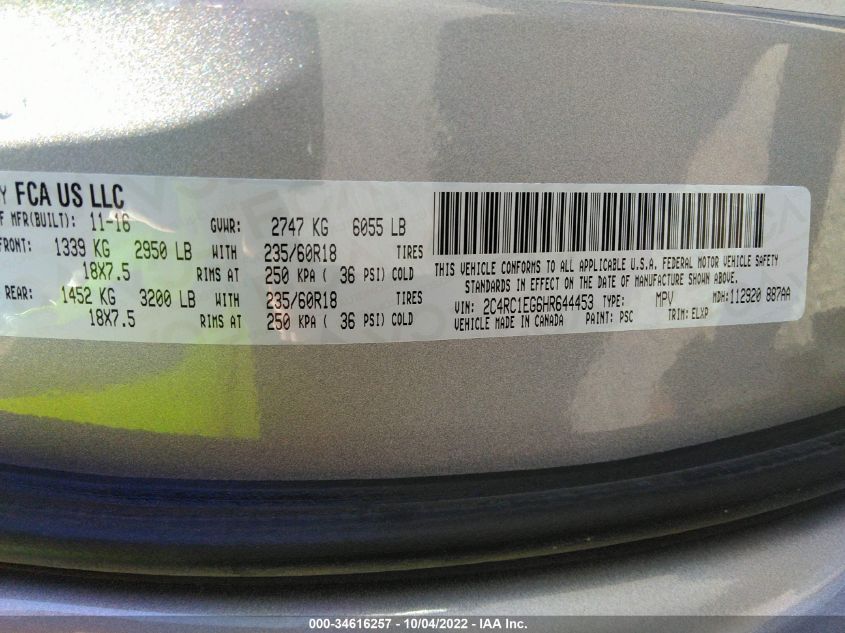 Y FCA US LLC
F MFR(BUILT): 11-16 GVWR: 2747 KG 6055 LB
FRONT: 1339 KG 2950 LB WITH 235/60R18 TIRES
18X7.5 RIMS AT 250 KPA ( 36 PSI) COLD
REAR: 1452 KG 3200 LB WITH 235/60R18 TIRES
18X7.5 RIMS AT 250 KPA ( 36 PSI) COLD
THIS VEHICLE CONFORMS TO ALL APPLICABLE U.S.A. FEDERAL MOTOR VEHICLE SAFETY
STANDARDS IN EFFECT ON THE DATE OF MANUFACTURE SHOWN ABOVE.
VIN: 2C4RC1EG6HR644453 TYPE: MPV MDH: 112920 887AA
VEHICLE MADE IN CANADA PAINT: PSC TRIM: ELXP
000-34616257 - 10/04/2022 - IAA Inc.